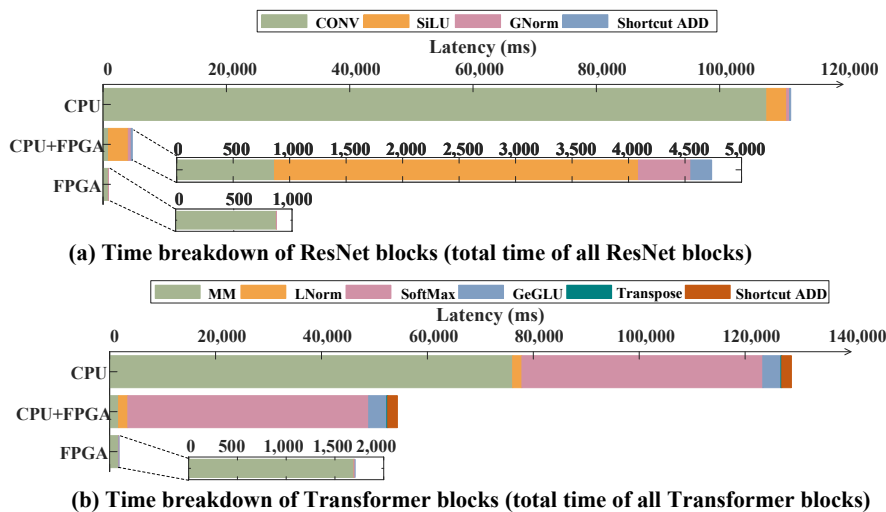 CONV SiLU GNorm Shortcut ADD
Latency (ms)
0 20,000 40,000 60,000 80,000 100,000 120,000
CPU
CPU+FPGA
0 500 1,000 1,500 2,000 2,500 3,000 3,500 4,000 4,500 5,000
FPGA
0 500 1,000
(a) Time breakdown of ResNet blocks (total time of all ResNet blocks)
MM LNorm SoftMax GeGLU Transpose Shortcut ADD
Latency (ms)
0 20,000 40,000 60,000 80,000 100,000 120,000 140,000
CPU
CPU+FPGA
FPGA
0 500 1,000 1,500 2,000
(b) Time breakdown of Transformer blocks (total time of all Transformer blocks)